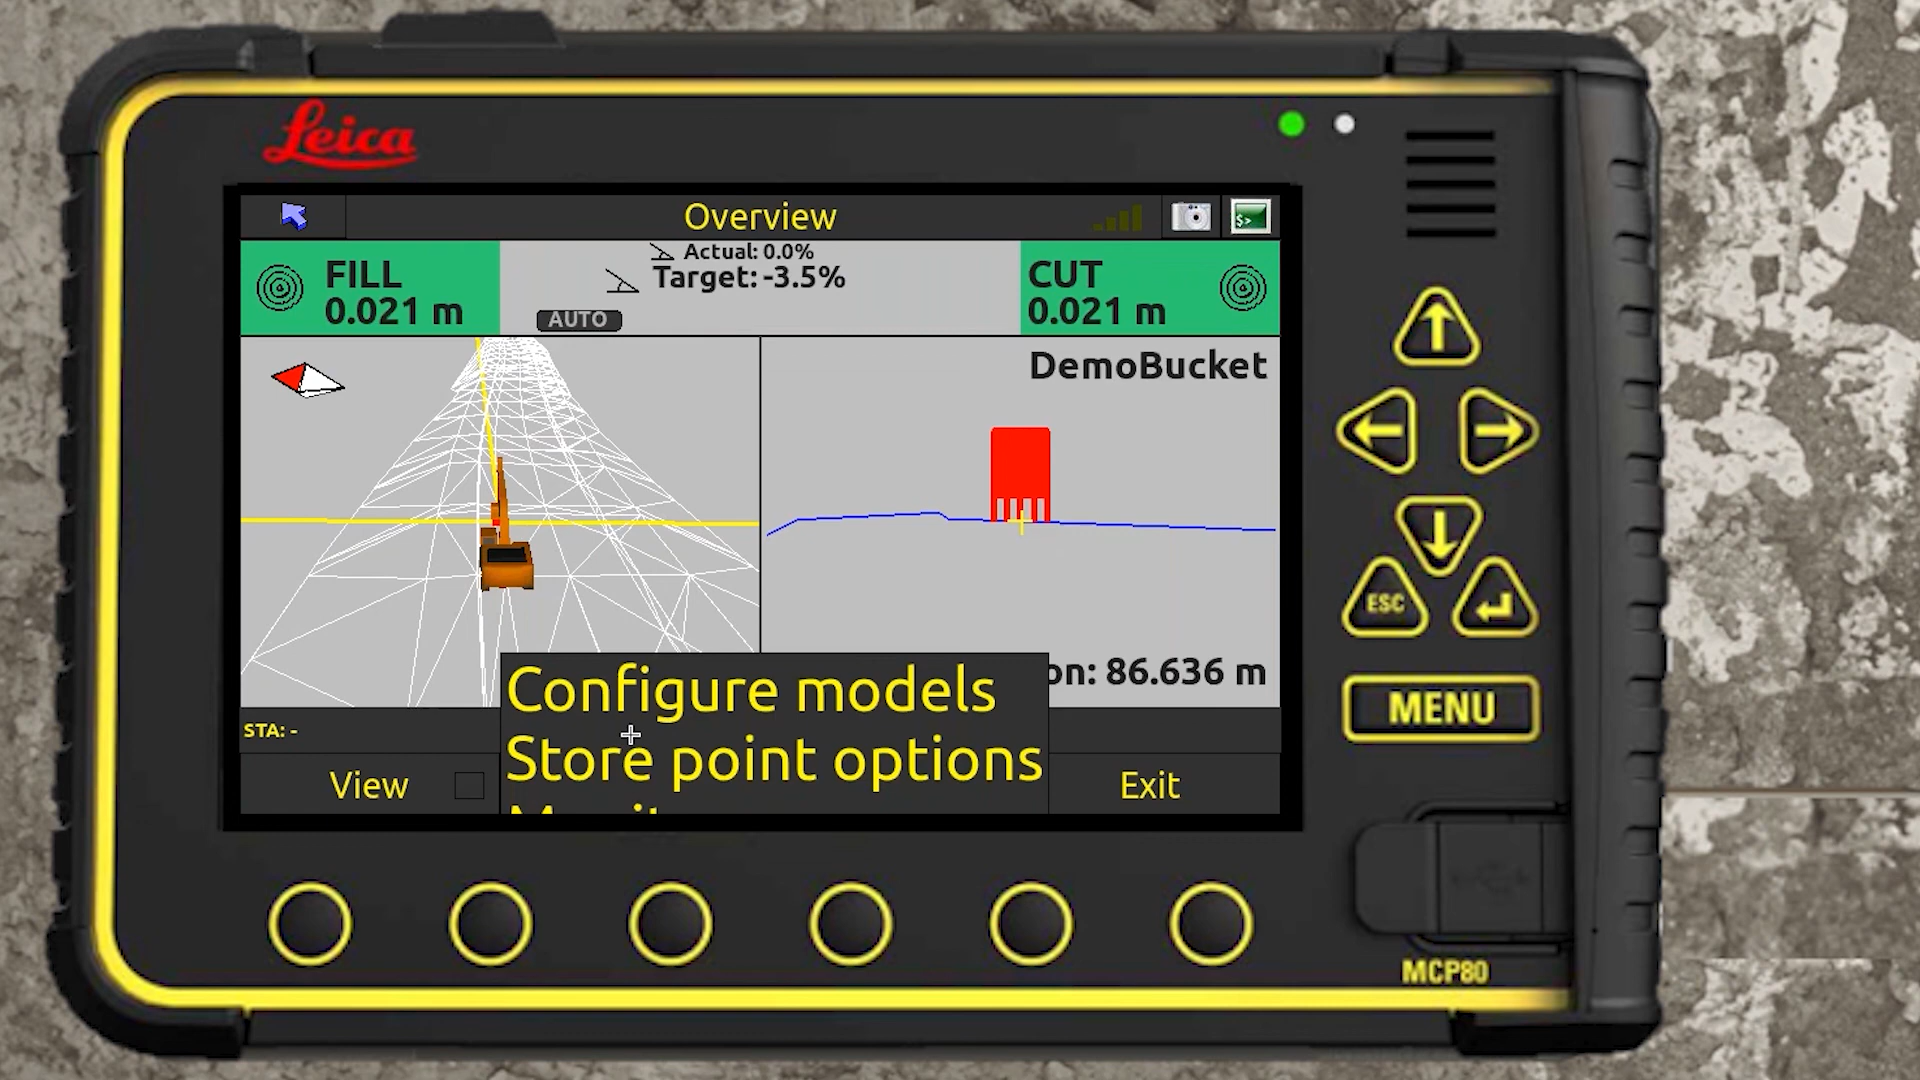 Leica
Overview
FILL
0.021 m
Actual: 0.0%
Target: -3.5%
AUTO
CUT
0.021 m
DemoBucket
on: 86.636 m
Configure models
Store point options
STA: -
View
Exit
ESC
MENU
MCP80
$>